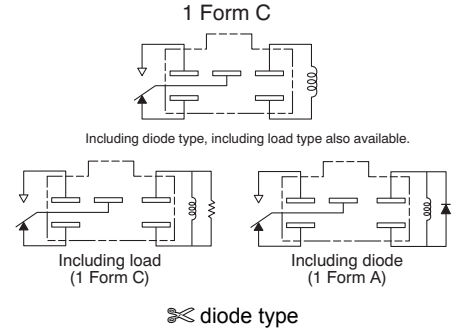 1 Form C
Including diode type, including load type also available.
Including load
(1 Form C)
Including diode
(1 Form A)
✄ diode type